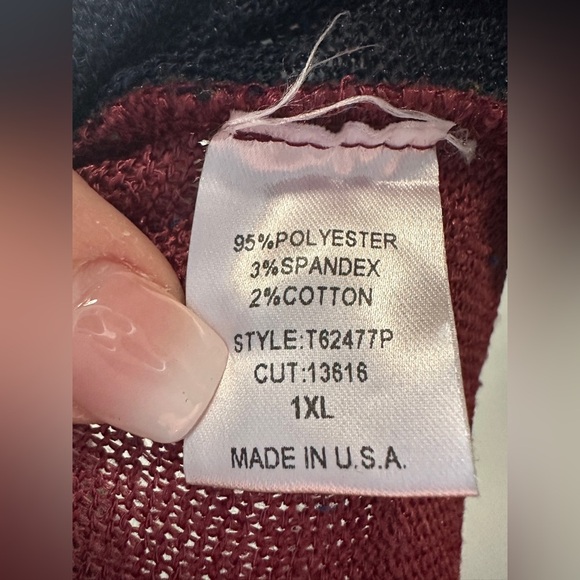 95%POLYESTER
3%SPANDEX
2%COTTON
STYLE:T62477P
CUT:13616
1XL
MADE IN U.S.A.